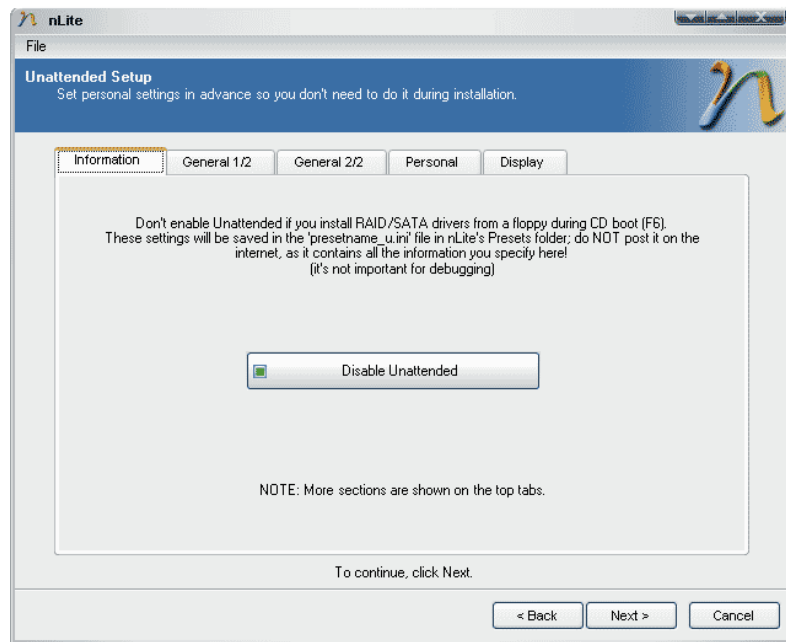 nLite
File
Unattended Setup
Set personal settings in advance so you don't need to do it during installation.
Information General 1/2 General 2/2 Personal Display
Don't enable Unattended if you install RAID/SATA drivers from a floppy during CD boot (F6).
These settings will be saved in the 'presetname_u.ini' file in nLite's Presets folder; do NOT post it on the
internet, as it contains all the information you specify here!
(it's not important for debugging)
Disable Unattended
NOTE: More sections are shown on the top tabs.
To continue, click Next.
< Back Next > Cancel